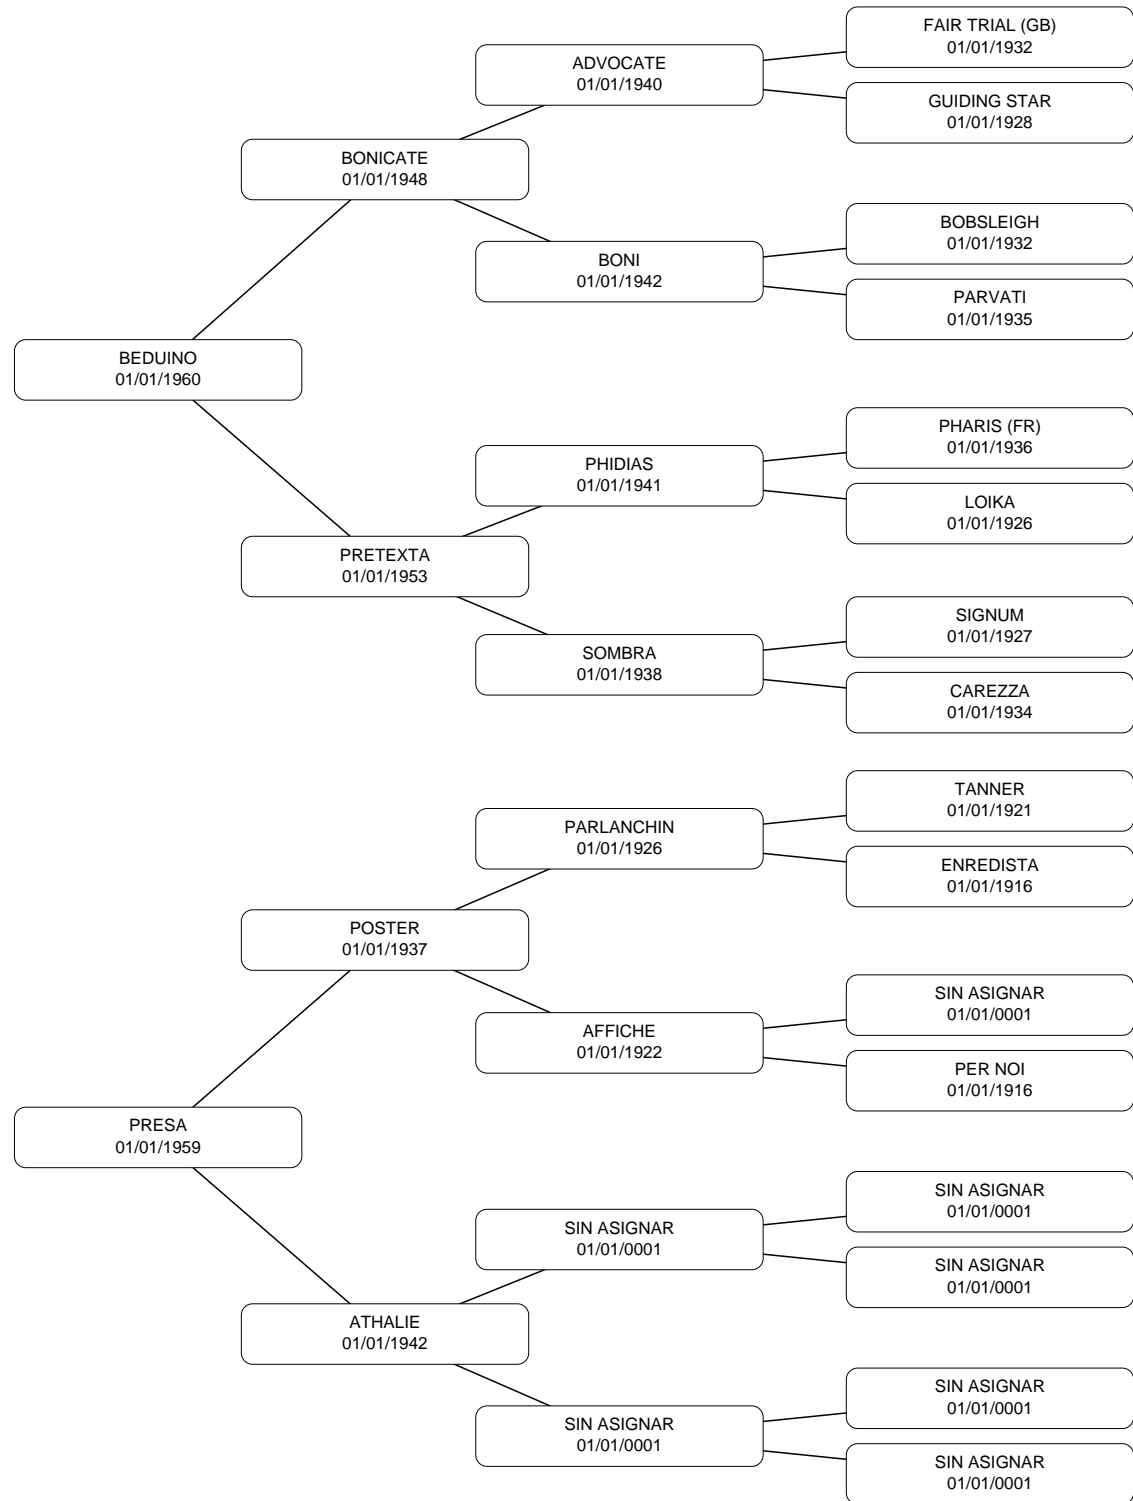 FAIR TRIAL (GB)
01/01/1932
ADVOCATE
01/01/1940
GUIDING STAR
01/01/1928
BONICATE
01/01/1948
BOBSLEIGH
01/01/1932
BONI
01/01/1942
PARVATI
01/01/1935
BEDUINO
01/01/1960
PHARIS (FR)
01/01/1936
PHIDIAS
01/01/1941
LOIKA
01/01/1926
PRETEXTA
01/01/1953
SIGNUM
01/01/1927
SOMBRA
01/01/1938
CAREZZA
01/01/1934
TANNER
01/01/1921
PARLANCHIN
01/01/1926
ENREDISTA
01/01/1916
POSTER
01/01/1937
SIN ASIGNAR
01/01/0001
AFFICHE
01/01/1922
PER NOI
01/01/1916
PRESA
01/01/1959
SIN ASIGNAR
01/01/0001
SIN ASIGNAR
01/01/0001
SIN ASIGNAR
01/01/0001
ATHALIE
01/01/1942
SIN ASIGNAR
01/01/0001
SIN ASIGNAR
01/01/0001
SIN ASIGNAR
01/01/0001